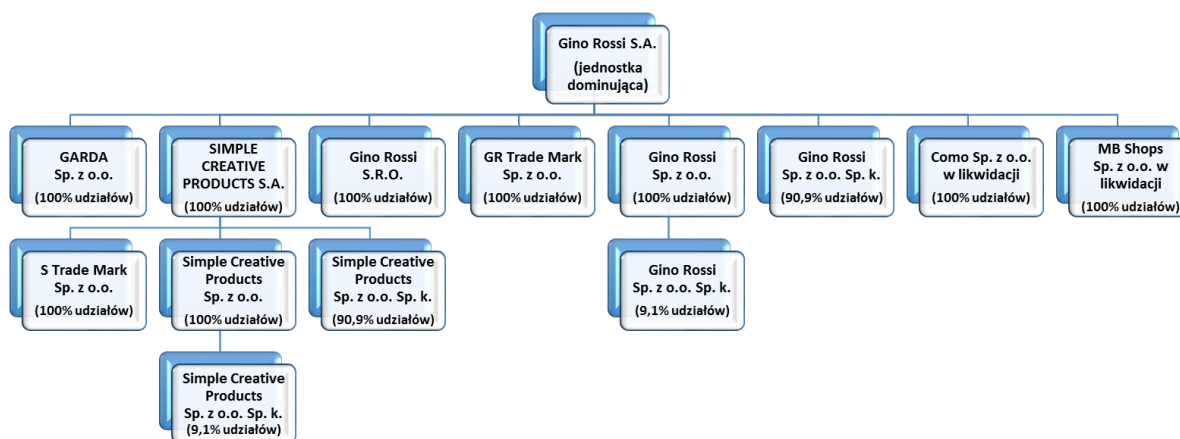 Gino Rossi S.A.
(jednostka
dominująca)
GARDA
Sp. z o.o.
(100% udziałów)
SIMPLE
CREATIVE
PRODUCTS S.A.
(100% udziałów)
Gino Rossi
S.R.O.
(100% udziałów)
GR Trade Mark
Sp. z o.o.
(100% udziałów)
Gino Rossi
Sp. z o.o.
(100% udziałów)
Gino Rossi
Sp. z o.o. Sp. k.
(90,9% udziałów)
Como Sp. z o.o.
w likwidacji
(100% udziałów)
MB Shops
Sp. z o.o. w
likwidacji
(100% udziałów)
S Trade Mark
Sp. z o.o.
(100% udziałów)
Simple Creative
Products
Sp. z o.o.
(100% udziałów)
Simple Creative
Products
Sp. z o.o. Sp. k.
(90,9% udziałów)
Gino Rossi
Sp. z o.o. Sp. k.
(9,1% udziałów)
Simple Creative
Products
Sp. z o.o. Sp. k.
(9,1% udziałów)